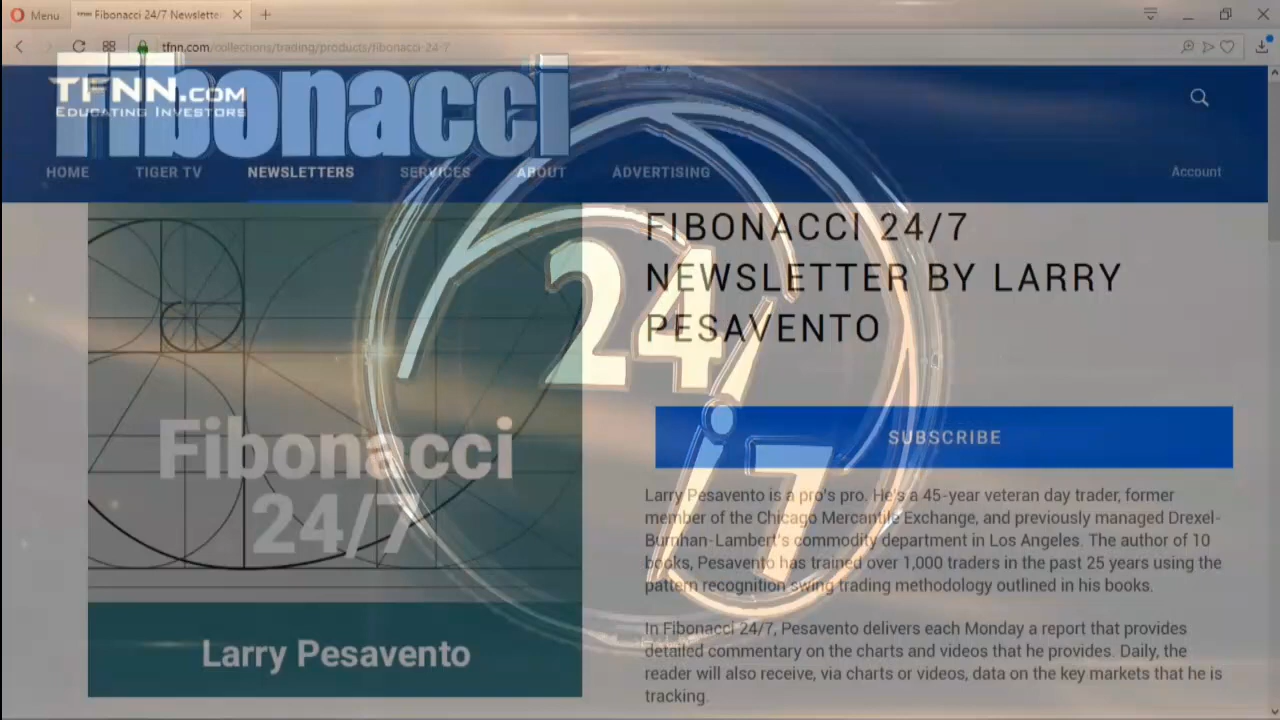 Menu
Fibonacci 24/7 Newslette
tfnn.com/collections/trading/products/fibonacci-24-7
Fibonacci
TFNN.COM
EDUCATING INVESTORS
HOME
TIGER TV
NEWSLETTERS
SERVICES
ABOUT
ADVERTISING
Account
24
7
Fibonacci
24/7
Larry Pesavento
FIBONACCI 24/7
NEWSLETTER BY LARRY
PESAVENTO
SUBSCRIBE
Larry Pesavento is a pro's pro. He's a 45-year veteran day trader, former
member of the Chicago Mercantile Exchange, and previously managed Drexel-
Burnhan-Lambert's commodity department in Los Angeles. The author of 10
books, Pesavento has trained over 1,000 traders in the past 25 years using the
pattern recognition swing trading methodology outlined in his books.
In Fibonacci 24/7, Pesavento delivers each Monday a report that provides
detailed commentary on the charts and videos that he provides. Daily, the
reader will also receive, via charts or videos, data on the key markets that he is
tracking.